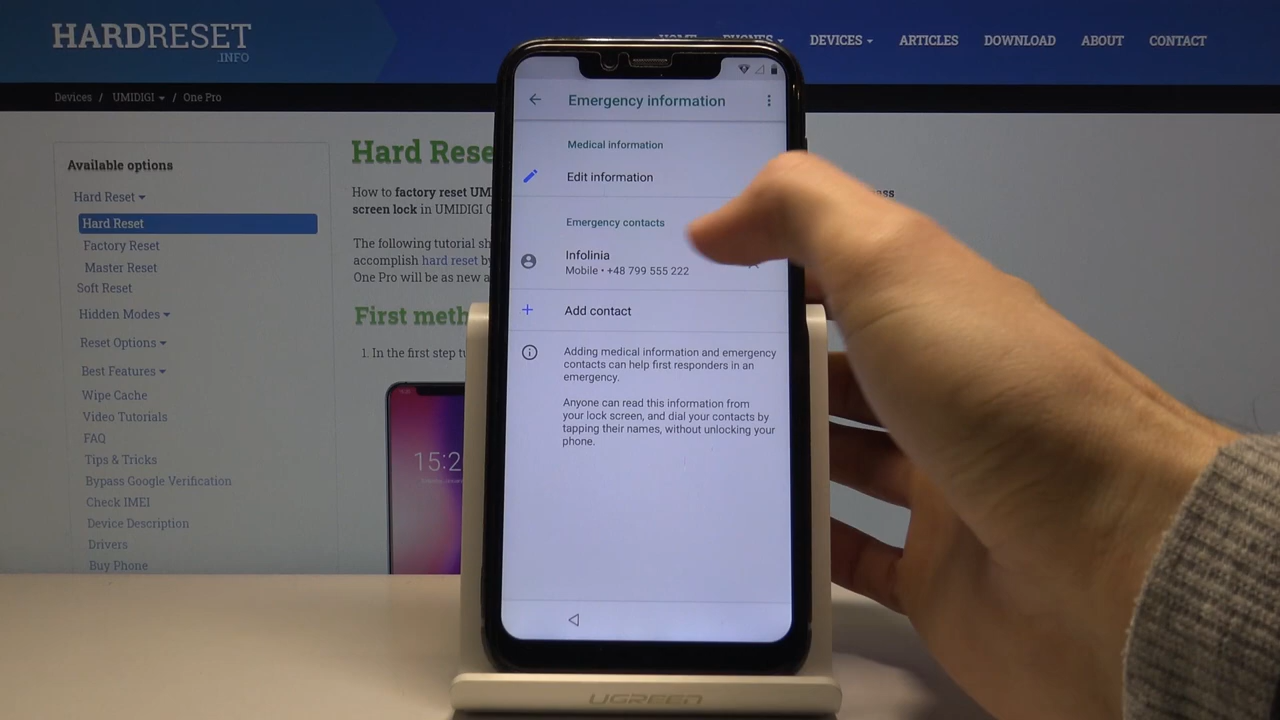 HARDRESET
.INFO
DEVICES
ARTICLES
DOWNLOAD
ABOUT
CONTACT
Devices / UMIDIGI / One Pro
Available options
Hard Reset
Hard Reset
Factory Reset
Master Reset
Soft Reset
Hidden Modes
Reset Options
Best Features
Wipe Cache
Video Tutorials
FAQ
Tips & Tricks
Bypass Google Verification
Check IMEI
Device Description
Drivers
Buy Phone
Hard Rese
How to factory reset UM
screen lock in UMIDIGI
The following tutorial sh
accomplish hard reset by
One Pro will be as new a
First meth
1. In the first step tu
15:2
Emergency information
Medical information
Edit information
Emergency contacts
Infolinia
Mobile • +48 799 555 222
Add contact
Adding medical information and emergency
contacts can help first responders in an
emergency.
Anyone can read this information from
your lock screen, and dial your contacts by
tapping their names, without unlocking your
phone.
UGREEN